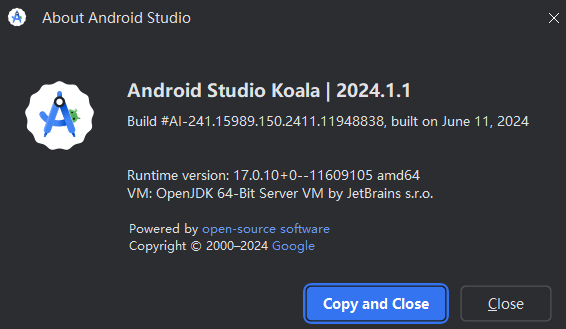 About Android Studio
Android Studio Koala | 2024.1.1
Build #AI-241.15989.150.2411.11948838, built on June 11, 2024
Runtime version: 17.0.10+0--11609105 amd64
VM: OpenJDK 64-Bit Server VM by JetBrains s.r.o.
Powered by open-source software
Copyright © 2000–2024 Google
Copy and Close
Close